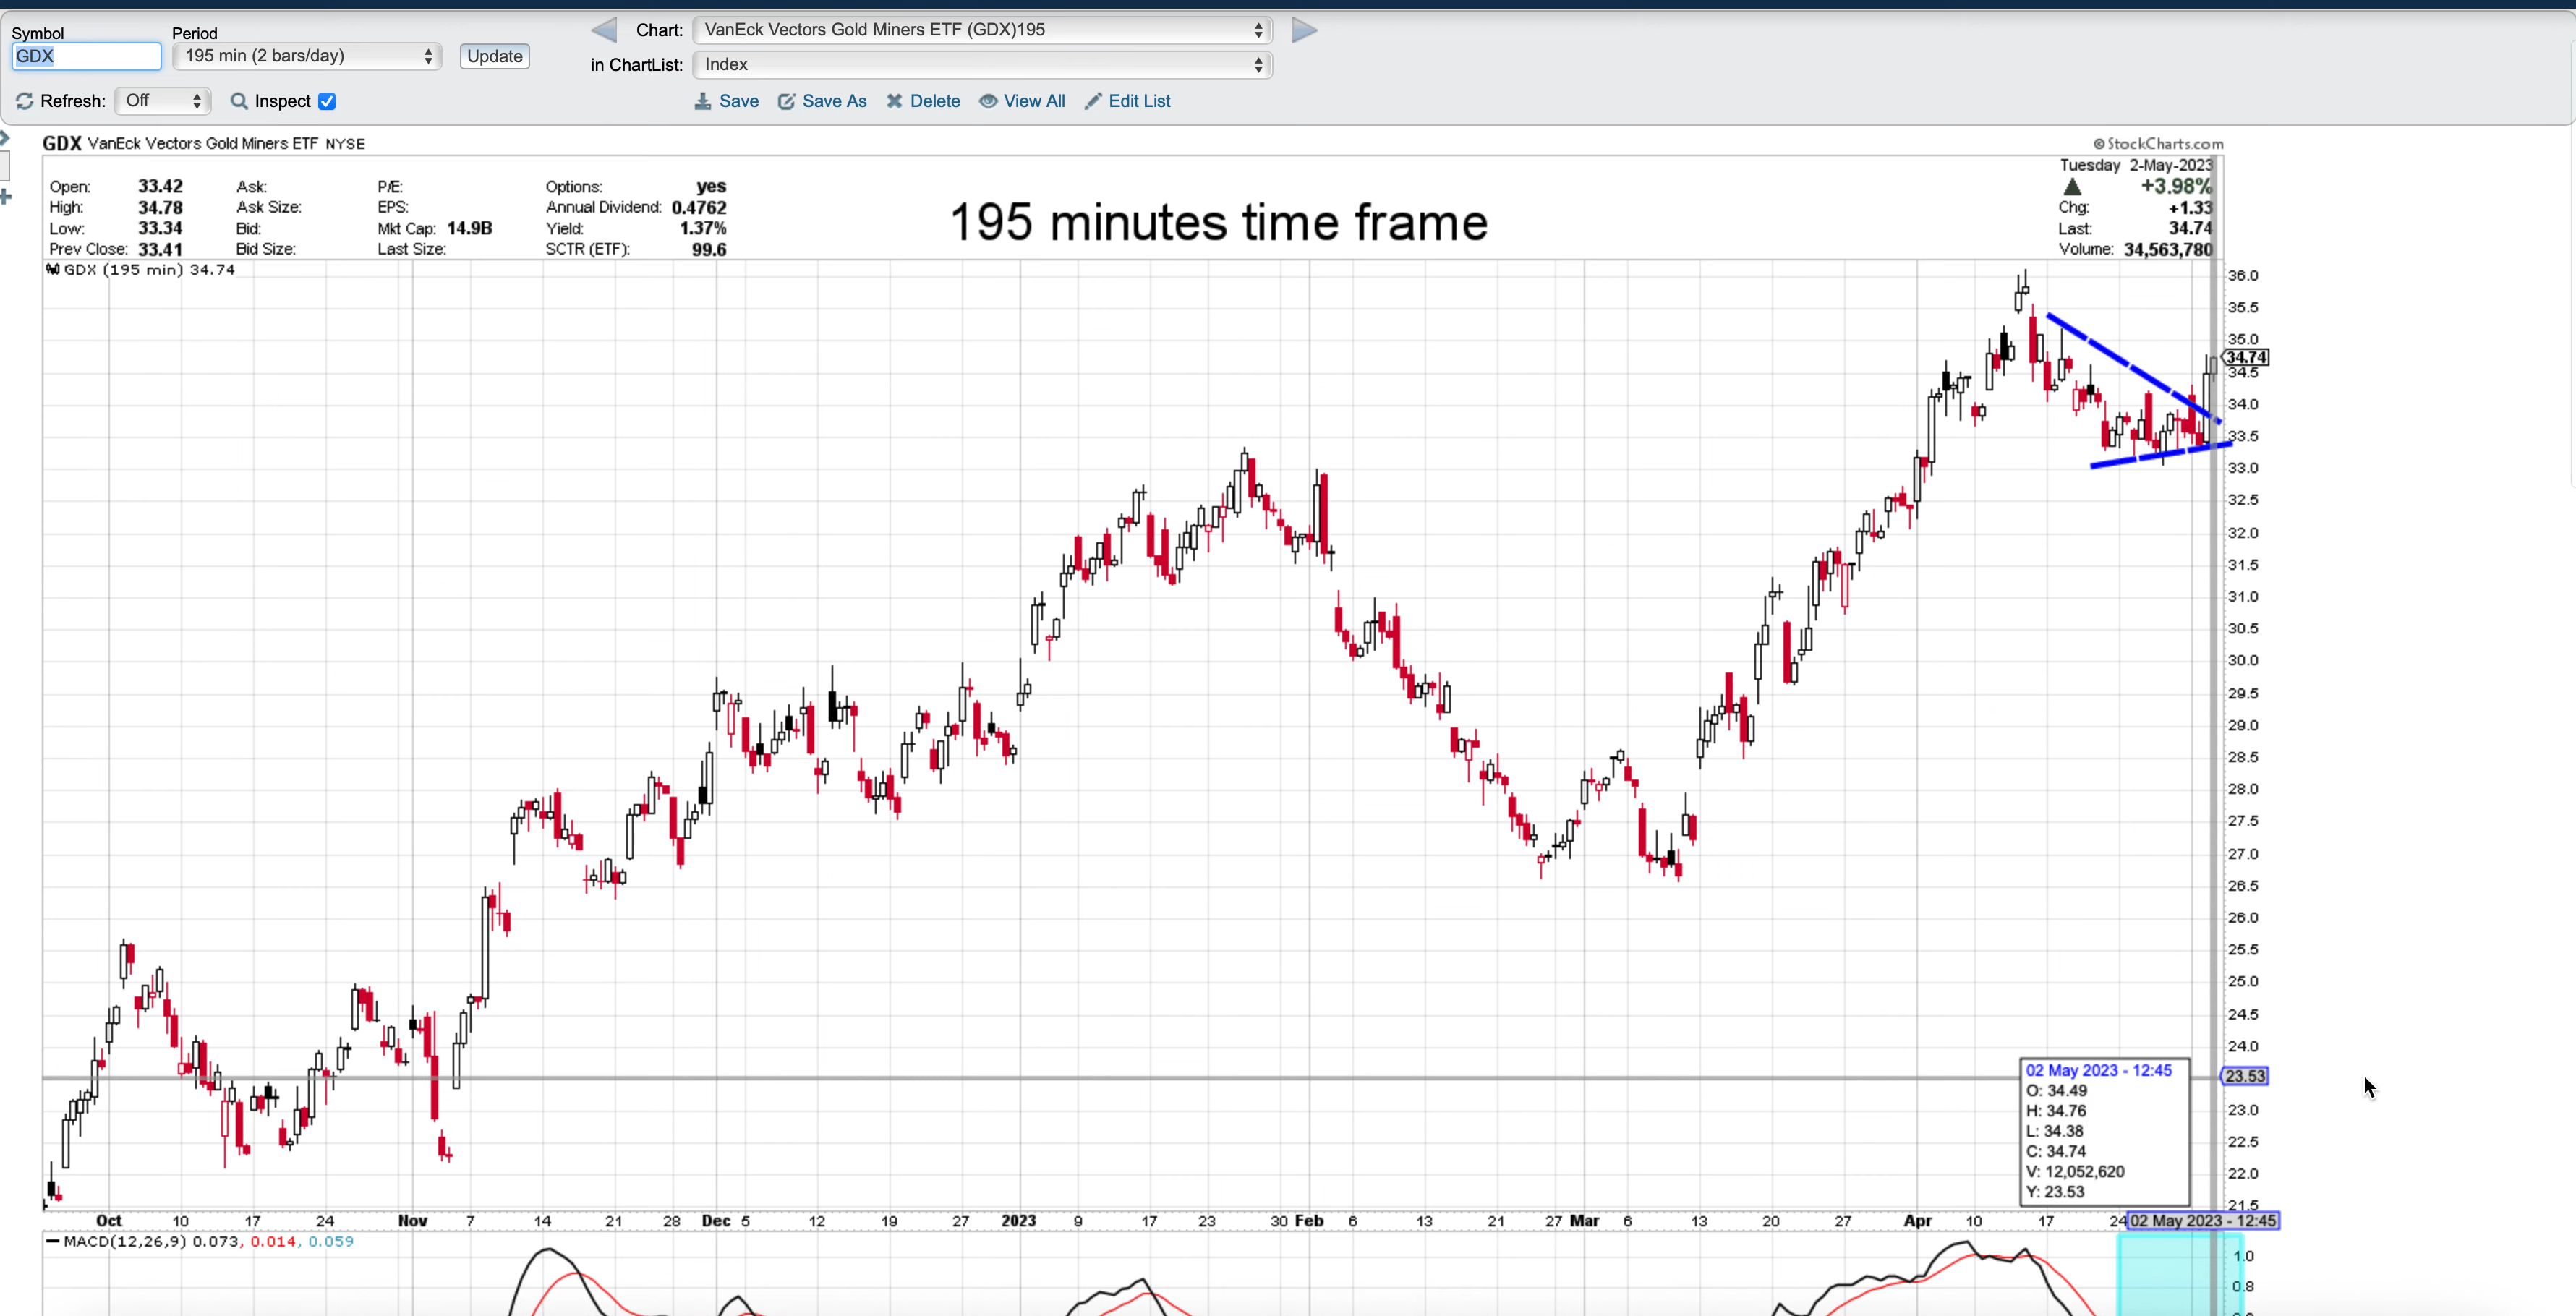 Symbol Period
GDX 195 min (2 bars/day) Update
Chart: VanEck Vectors Gold Miners ETF (GDX)195
in ChartList: Index
Refresh: Off Inspect
Save Save As Delete View All Edit List
GDX VanEck Vectors Gold Miners ETF NYSE
© StockCharts.com
Tuesday 2-May-2023
Open: 33.42 Ask: P/E: Options: yes
+3.98%
High: 34.78 Ask Size: EPS: Annual Dividend: 0.4762
Chg: +1.33
Low: 33.34 Bid: Mkt Cap: 14.9B Yield: 1.37%
Last: 34.74
Prev Close: 33.41 Bid Size: Last Size: SCTR (ETF): 99.6
Volume: 34,563,780
195 minutes time frame
GDX (195 min) 34.74
36.0
35.5
35.0
34.74
34.5
34.0
33.5
33.0
32.5
32.0
31.5
31.0
30.5
30.0
29.5
29.0
28.5
28.0
27.5
27.0
26.5
26.0
25.5
25.0
24.5
24.0
23.53
23.0
22.5
22.0
21.5
02 May 2023 - 12:45
O: 34.49
H: 34.76
L: 34.38
C: 34.74
V: 12,052,620
Y: 23.53
Oct 10 17 24 Nov 7 14 21 28 Dec 5 12 19 27 2023 9 17 23 30 Feb 6 13 21 27 Mar 6 13 20 27 Apr 10 17 24 02 May 2023 - 12:45
MACD(12,26,9) 0.073, 0.014, 0.059
1.0
0.8